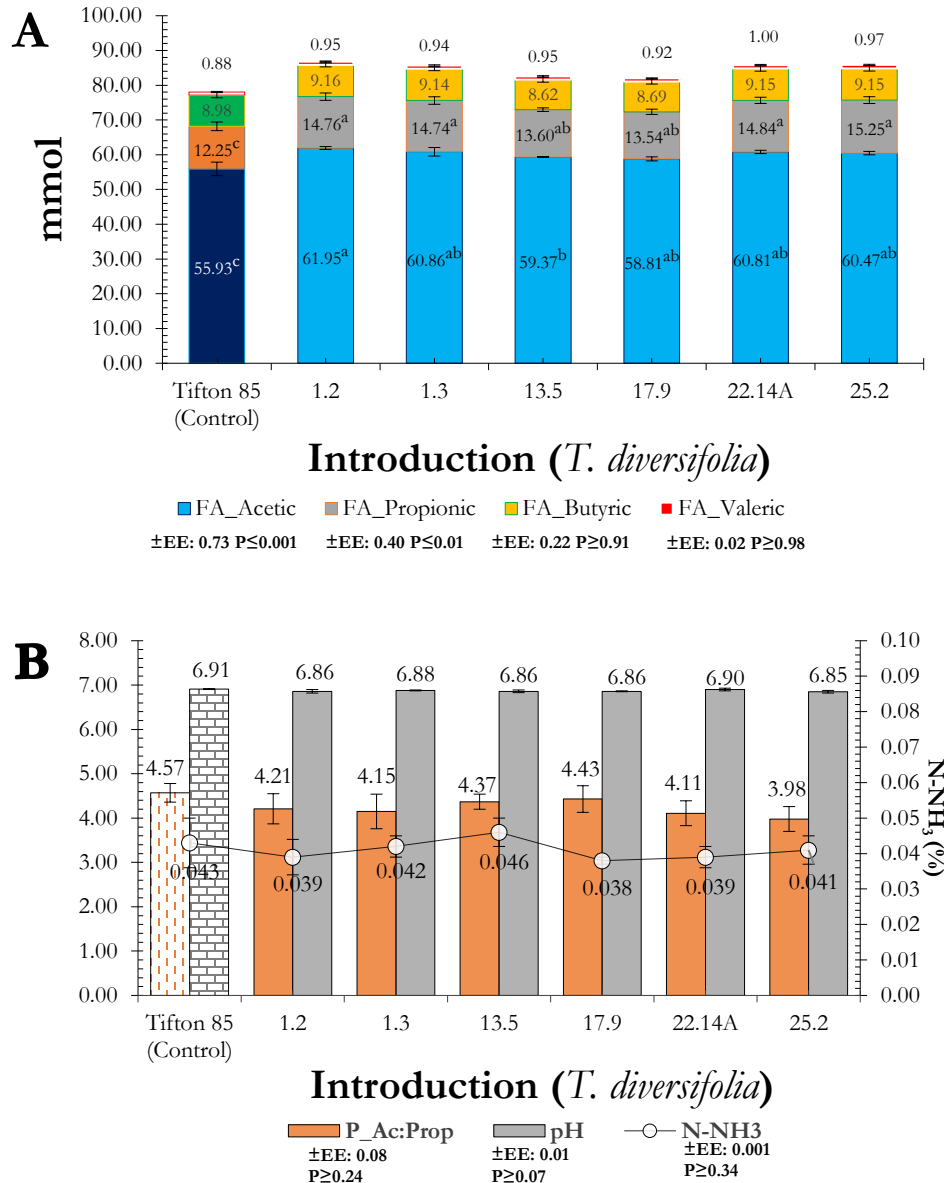 A
mmol
100.00
90.00
80.00
70.00
60.00
50.00
40.00
30.00
20.00
10.00
0.00
0.88 0.95 0.94 0.95 0.92 1.00 0.97
8.98 9.16 9.14 8.62 8.69 9.15 9.15
12.25c 14.76a 14.74a 13.60ab 13.54ab 14.84a 15.25a
55.93c 61.95a 60.86ab 59.37b 58.81ab 60.81ab 60.47ab
Tifton 85 1.2 1.3 13.5 17.9 22.14A 25.2
(Control)
Introduction (T. diversifolia)
FA_Acetic FA_Propionic FA_Butyric FA_Valeric
±EE: 0.73 P≤0.001 ±EE: 0.40 P≤0.01 ±EE: 0.22 P≥0.91 ±EE: 0.02 P≥0.98
B
8.00
7.00
6.00
5.00
4.00
3.00
2.00
1.00
0.00
6.91 6.86 6.88 6.86 6.86 6.90 6.85
4.57 4.21 4.15 4.37 4.43 4.11 3.98
0.043 0.039 0.042 0.046 0.038 0.039 0.041
0.10
0.09
0.08
0.07
0.06
0.05
0.04
0.03
0.02
0.01
0.00
N-NH₃ (%)
Tifton 85 1.2 1.3 13.5 17.9 22.14A 25.2
(Control)
Introduction (T. diversifolia)
P_Ac:Prop pH N-NH3
±EE: 0.08 ±EE: 0.01 ±EE: 0.001
P≥0.24 P≥0.07 P≥0.34